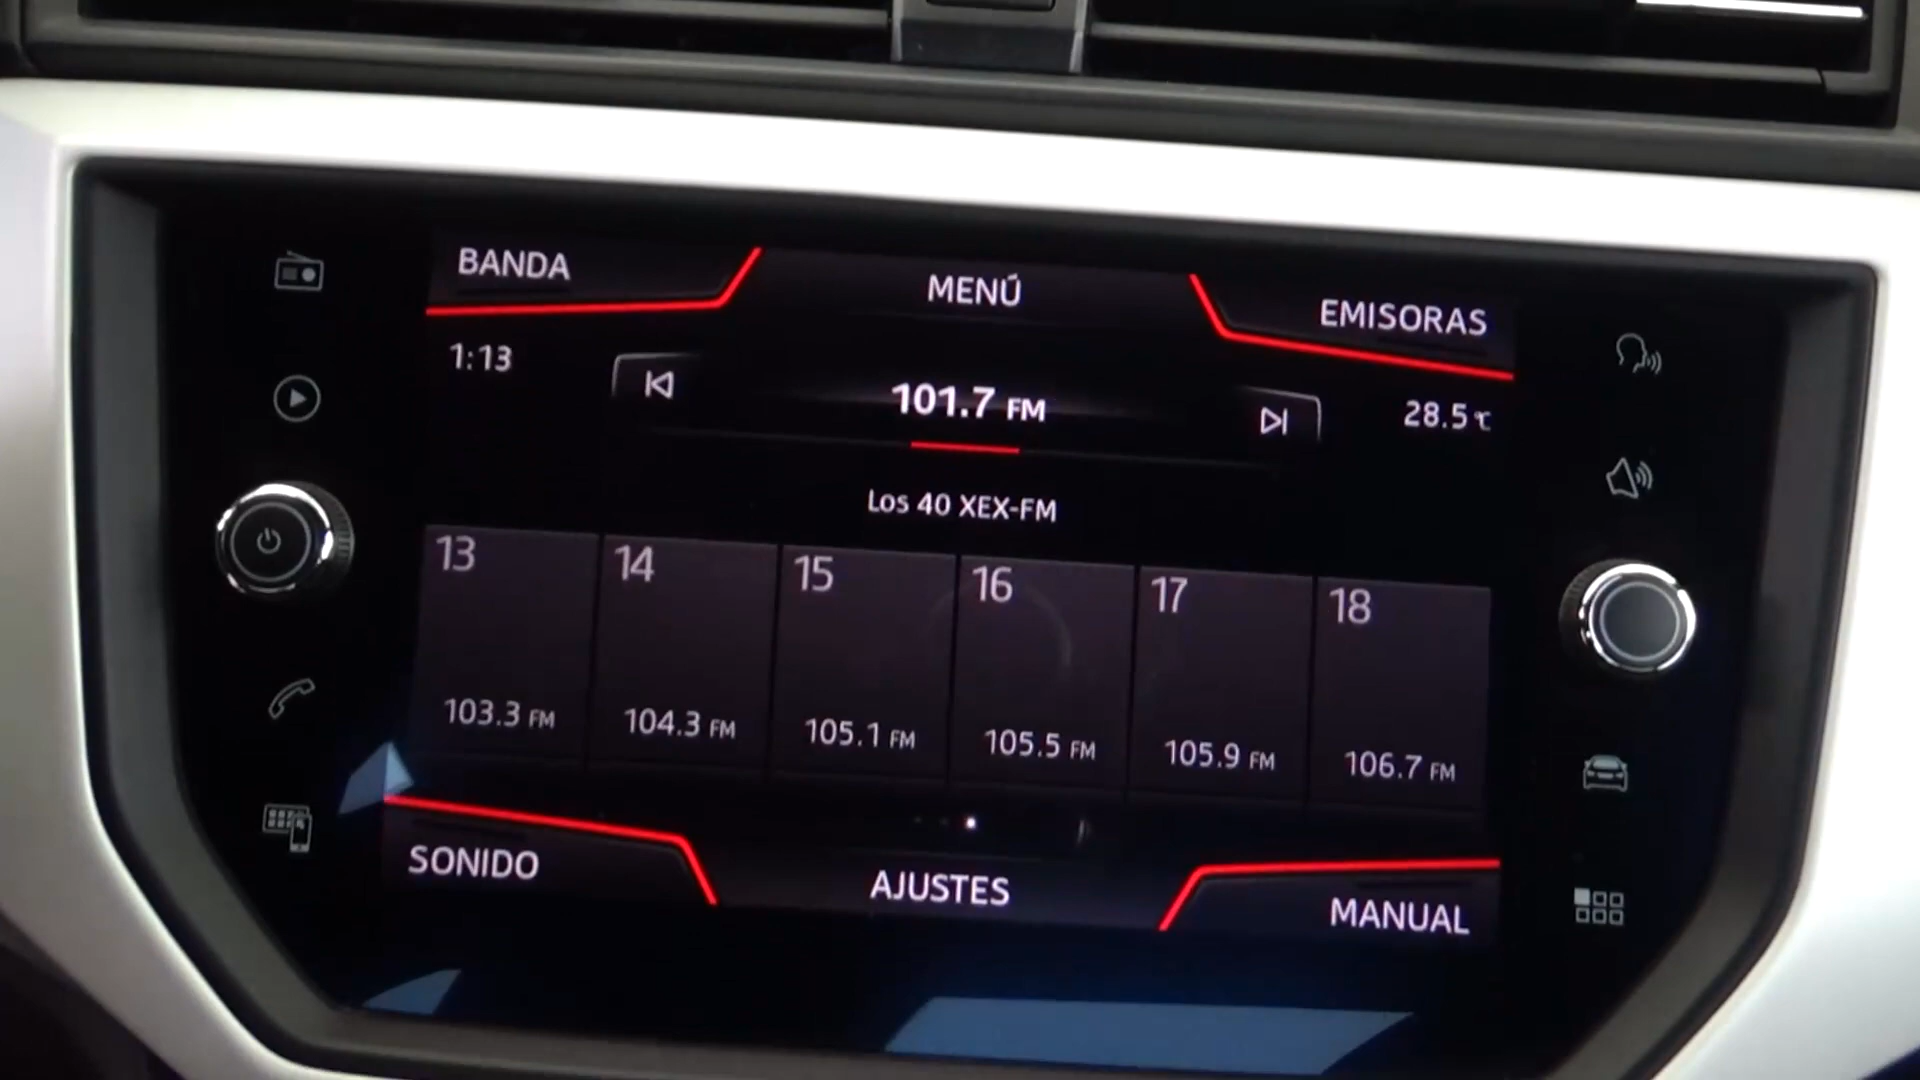 BANDA
MENÚ
EMISORAS
1:13
101.7 FM
28.5℃
Los 40 XEX-FM
13
14
15
16
17
18
103.3 FM
104.3 FM
105.1 FM
105.5 FM
105.9 FM
106.7 FM
SONIDO
AJUSTES
MANUAL